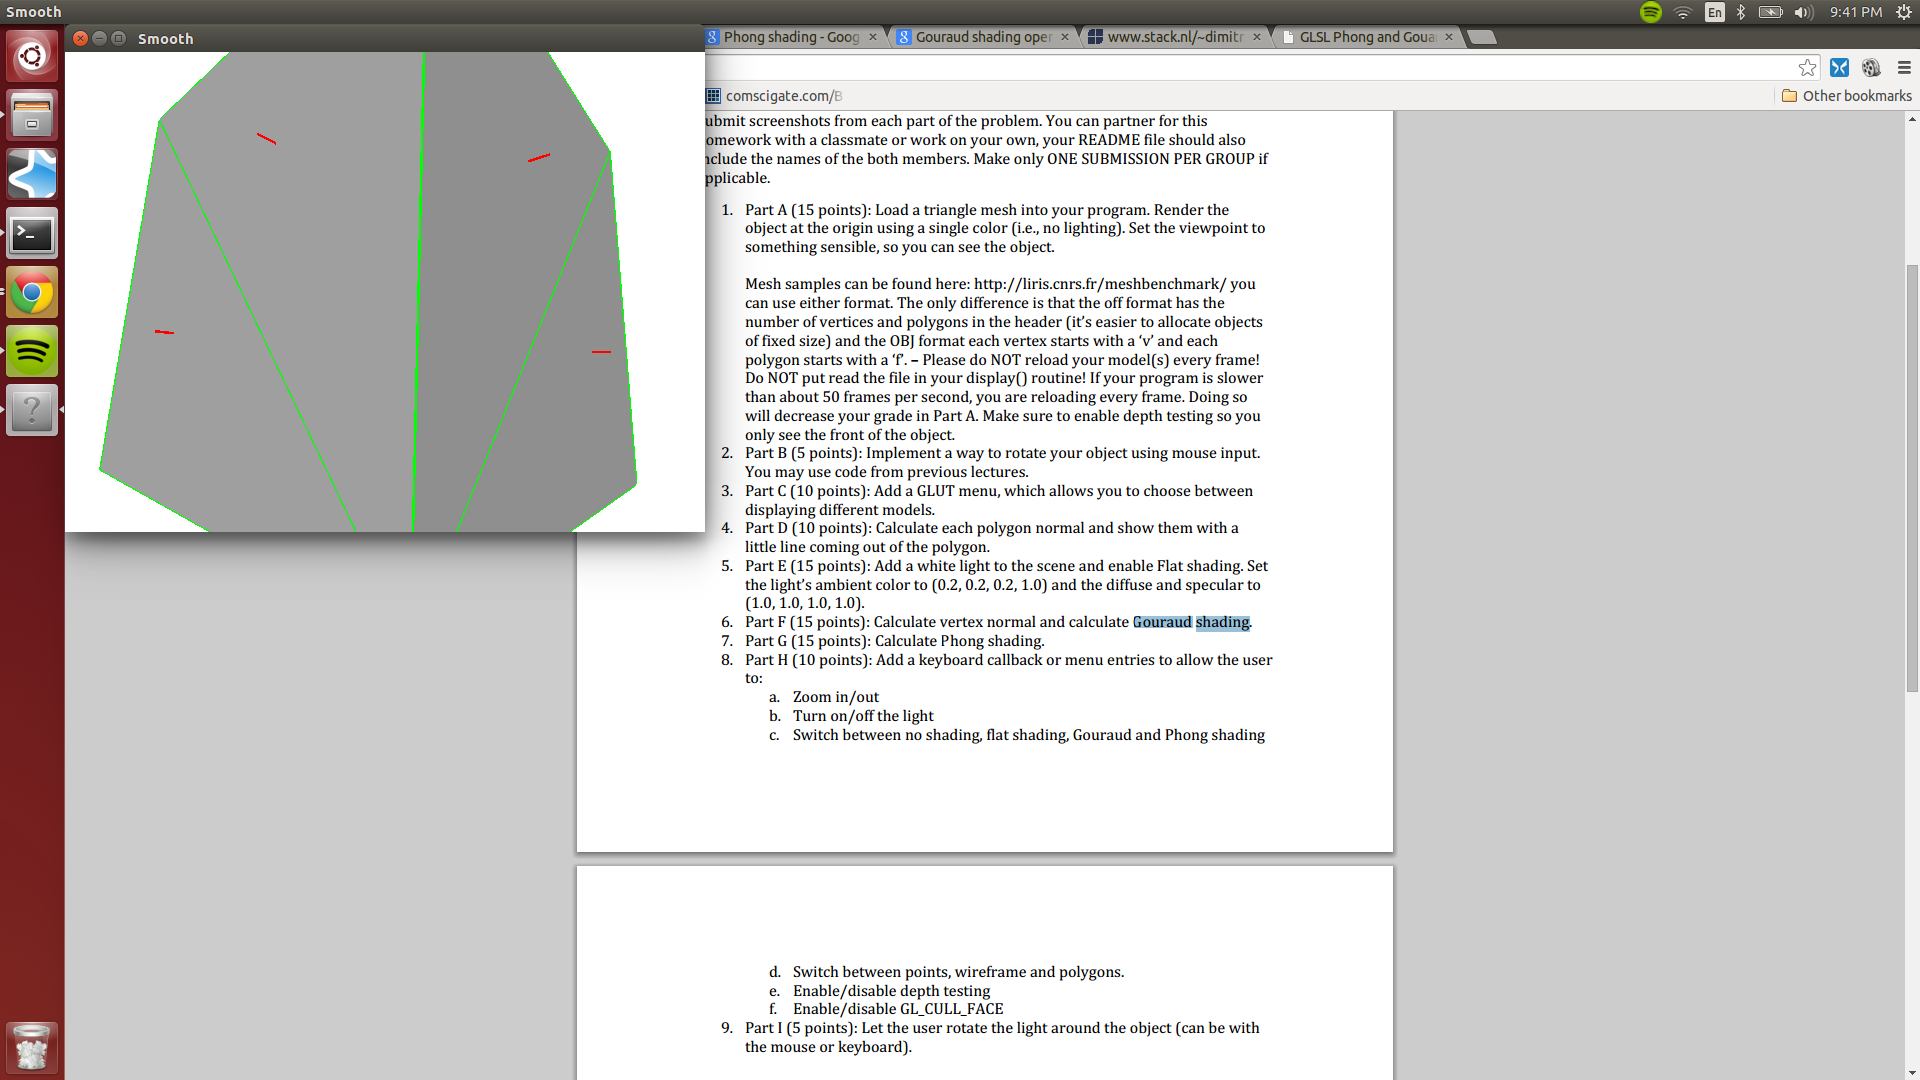 Smooth
En
9:41 PM
Smooth
Phong shading - Goog
Gouraud shading oper
www.stack.nl/~dimitr
GLSL Phong and Goua
comscigate.com/B
Other bookmarks
ubmit screenshots from each part of the problem. You can partner for this
omework with a classmate or work on your own, your README file should also
nclude the names of the both members. Make only ONE SUBMISSION PER GROUP if
pplicable.
1. Part A (15 points): Load a triangle mesh into your program. Render the
object at the origin using a single color (i.e., no lighting). Set the viewpoint to
something sensible, so you can see the object.
Mesh samples can be found here: http://liris.cnrs.fr/meshbenchmark/ you
can use either format. The only difference is that the off format has the
number of vertices and polygons in the header (it's easier to allocate objects
of fixed size) and the OBJ format each vertex starts with a 'v' and each
polygon starts with a 'f'. – Please do NOT reload your model(s) every frame!
Do NOT put read the file in your display() routine! If your program is slower
than about 50 frames per second, you are reloading every frame. Doing so
will decrease your grade in Part A. Make sure to enable depth testing so you
only see the front of the object.
2. Part B (5 points): Implement a way to rotate your object using mouse input.
You may use code from previous lectures.
3. Part C (10 points): Add a GLUT menu, which allows you to choose between
displaying different models.
4. Part D (10 points): Calculate each polygon normal and show them with a
little line coming out of the polygon.
5. Part E (15 points): Add a white light to the scene and enable Flat shading. Set
the light's ambient color to (0.2, 0.2, 0.2, 1.0) and the diffuse and specular to
(1.0, 1.0, 1.0, 1.0).
6. Part F (15 points): Calculate vertex normal and calculate Gouraud shading.
7. Part G (15 points): Calculate Phong shading.
8. Part H (10 points): Add a keyboard callback or menu entries to allow the user
to:
a. Zoom in/out
b. Turn on/off the light
c. Switch between no shading, flat shading, Gouraud and Phong shading
d. Switch between points, wireframe and polygons.
e. Enable/disable depth testing
f. Enable/disable GL_CULL_FACE
9. Part I (5 points): Let the user rotate the light around the object (can be with
the mouse or keyboard).